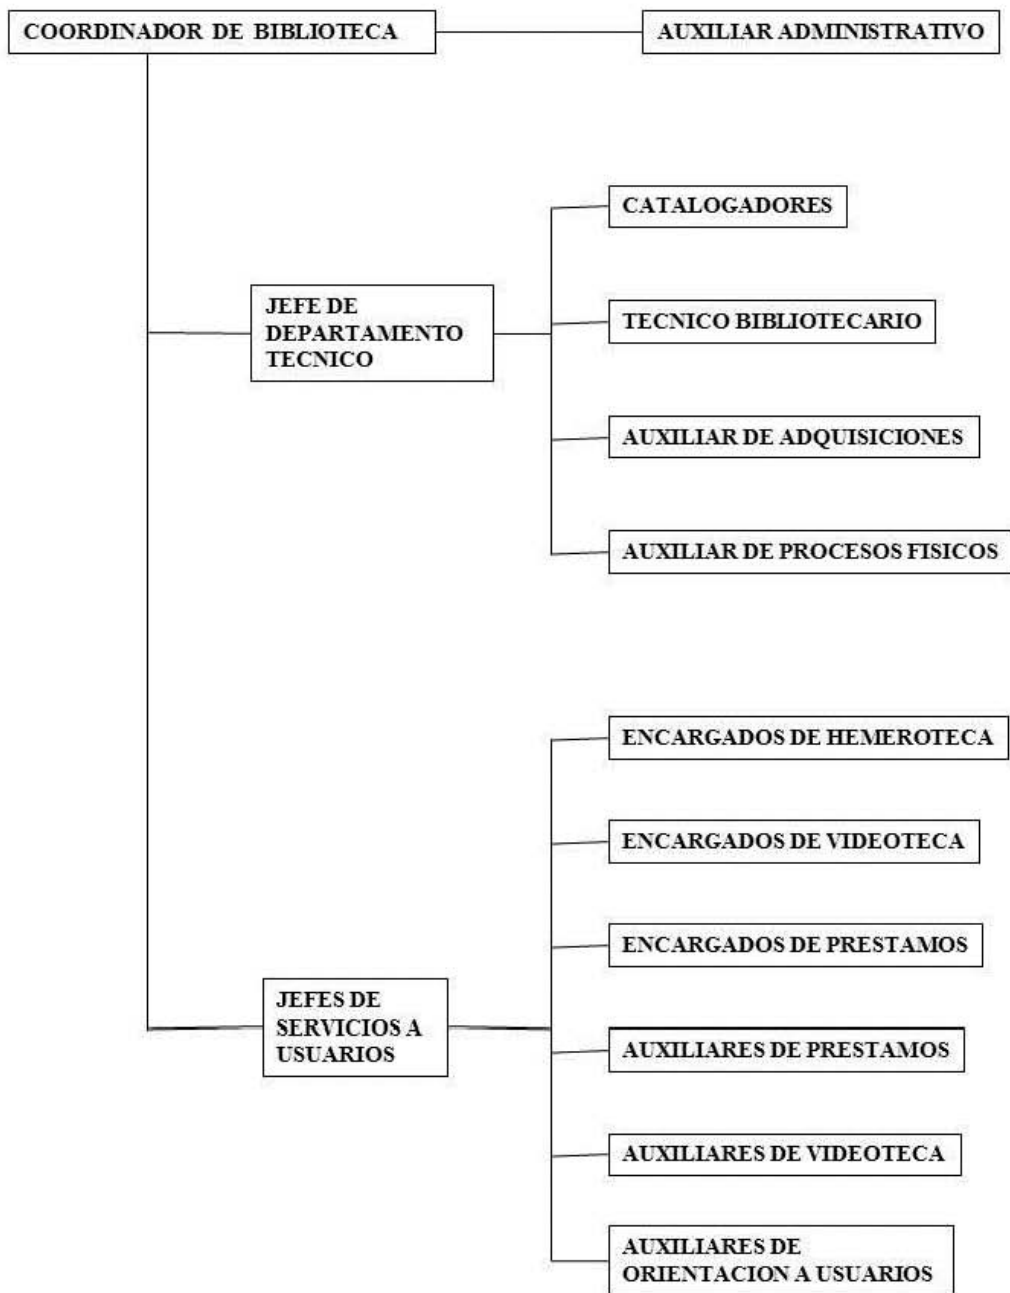 COORDINADOR DE BIBLIOTECA
AUXILIAR ADMINISTRATIVO
JEFE DE
DEPARTAMENTO
TECNICO
CATALOGADORES
TECNICO BIBLIOTECARIO
AUXILIAR DE ADQUISICIONES
AUXILIAR DE PROCESOS FISICOS
JEFES DE
SERVICIOS A
USUARIOS
ENCARGADOS DE HEMEROTECA
ENCARGADOS DE VIDEOTECA
ENCARGADOS DE PRESTAMOS
AUXILIARES DE PRESTAMOS
AUXILIARES DE VIDEOTECA
AUXILIARES DE
ORIENTACION A USUARIOS